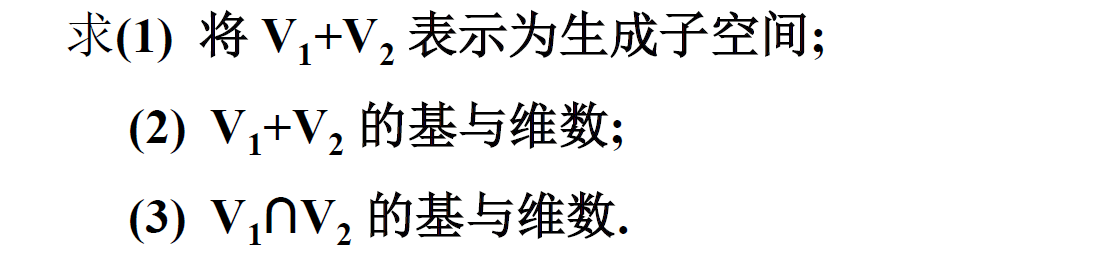 求(1) 将 V₁+V₂ 表示为生成子空间;
(2) V₁+V₂ 的基与维数;
(3) V₁∩V₂ 的基与维数.